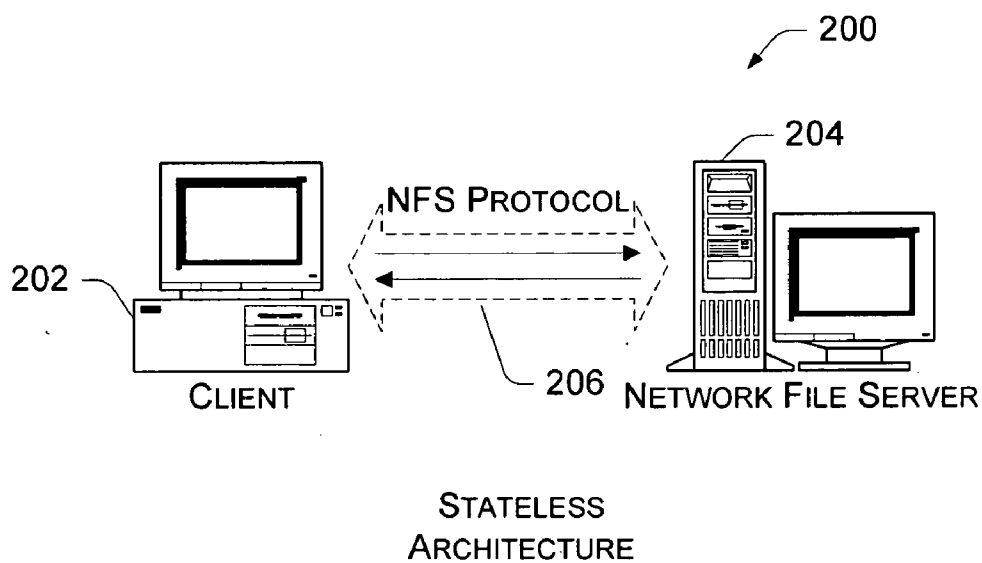 200
204
NFS PROTOCOL
202
206
CLIENT
NETWORK FILE SERVER
STATELESS
ARCHITECTURE